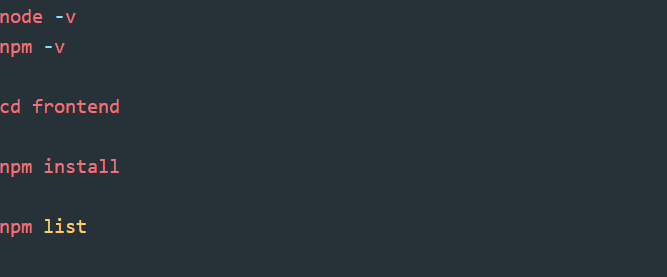 node -v
npm -v
cd frontend
npm install
npm list